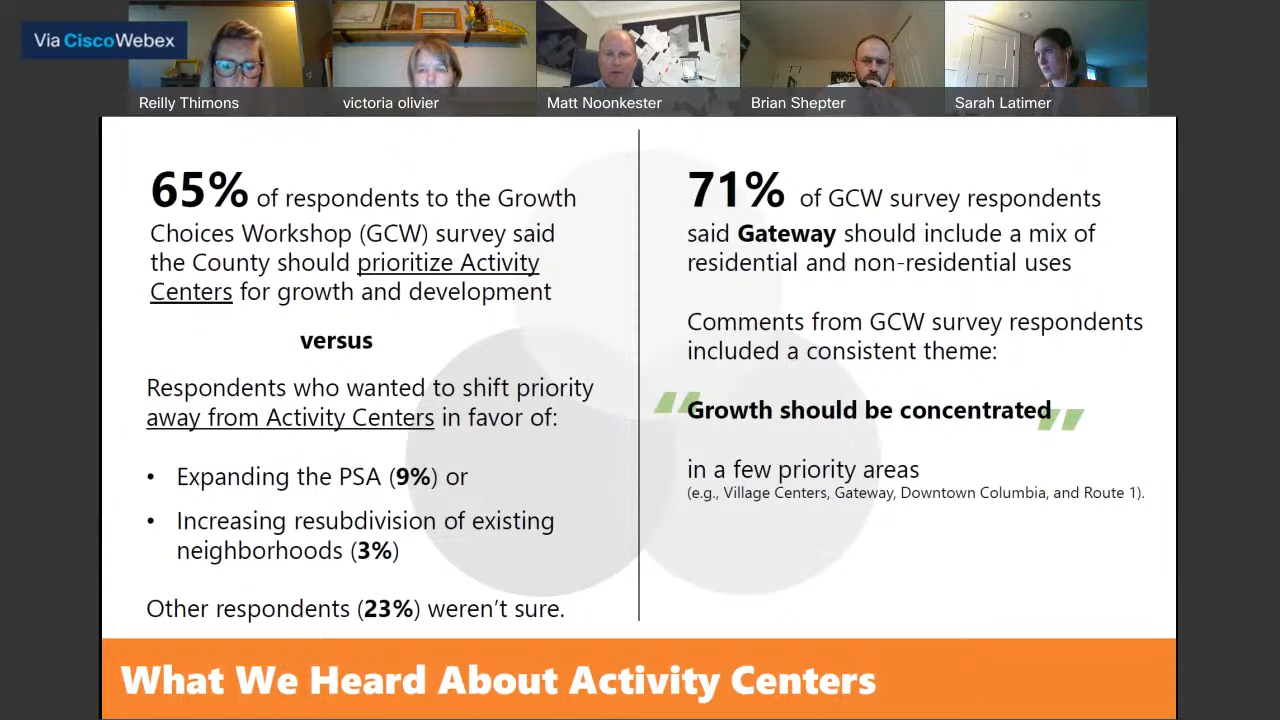 Via Cisco Webex
Reilly Thimons
victoria olivier
Matt Noonkester
Brian Shepter
Sarah Latimer
65% of respondents to the Growth
Choices Workshop (GCW) survey said
the County should prioritize Activity
Centers for growth and development
versus
Respondents who wanted to shift priority
away from Activity Centers in favor of:
• Expanding the PSA (9%) or
• Increasing resubdivision of existing
neighborhoods (3%)
Other respondents (23%) weren't sure.
71% of GCW survey respondents
said Gateway should include a mix of
residential and non-residential uses
Comments from GCW survey respondents
included a consistent theme:
"Growth should be concentrated"
in a few priority areas
(e.g., Village Centers, Gateway, Downtown Columbia, and Route 1).
What We Heard About Activity Centers